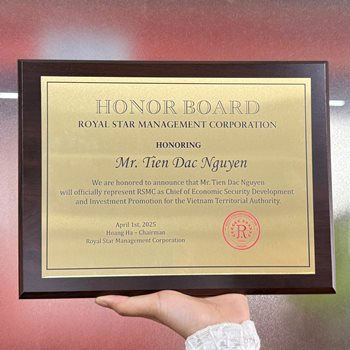 HONOR BOARD
ROYAL STAR MANAGEMENT CORPORATION
HONORING
Mr. Tien Dac Nguyen
We are honored to announce that Mr. Tien Dac Nguyen
will officially represent RSMC as Chief of Economic Security Development
and Investment Promotion for the Vietnam Territorial Authority.
April 1st, 2025
Hoang Ha – Chairman
Royal Star Management Corporation
R